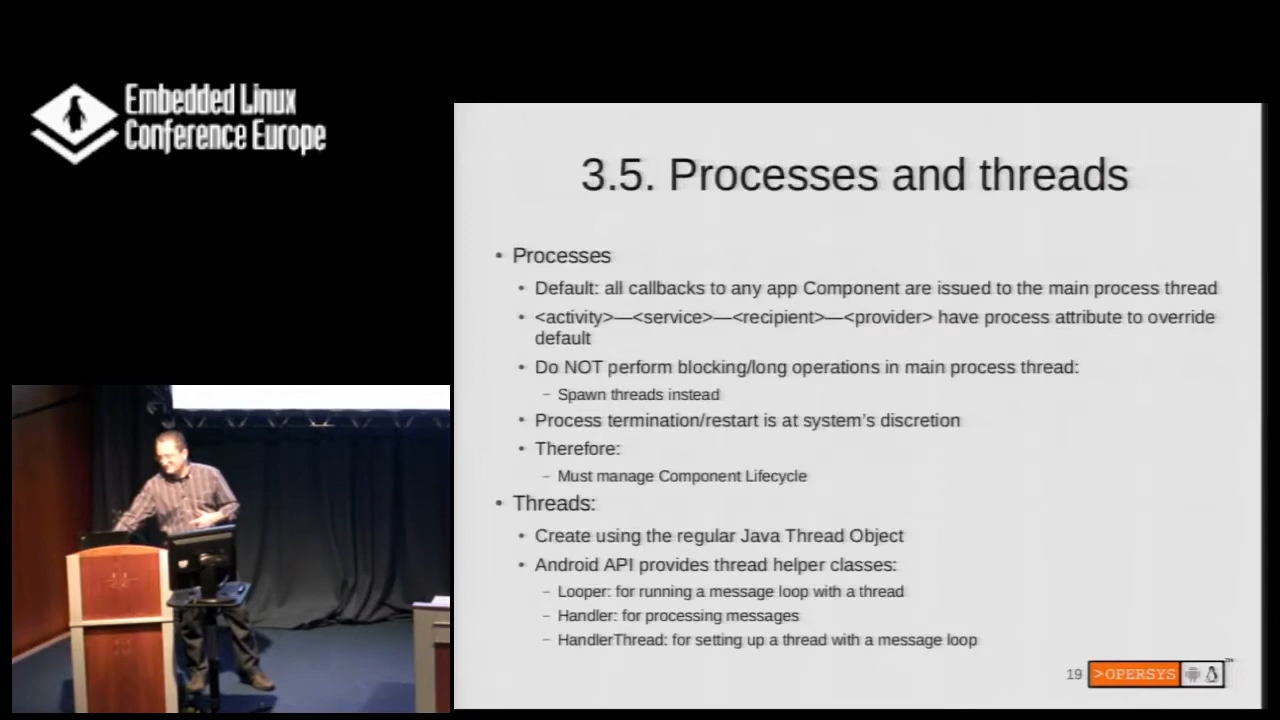 Embedded Linux
Conference Europe
3.5. Processes and threads
• Processes
• Default: all callbacks to any app Component are issued to the main process thread
• <activity>—<service>—<recipient>—<provider> have process attribute to override
default
• Do NOT perform blocking/long operations in main process thread:
– Spawn threads instead
• Process termination/restart is at system’s discretion
• Therefore:
– Must manage Component Lifecycle
• Threads:
• Create using the regular Java Thread Object
• Android API provides thread helper classes:
– Looper: for running a message loop with a thread
– Handler: for processing messages
– HandlerThread: for setting up a thread with a message loop
19 >OPERSYS ™